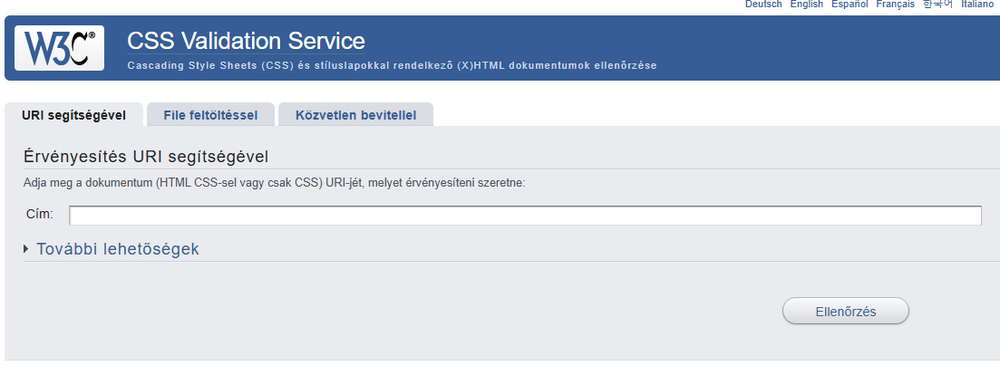 Deutsch English Español Français 한국어 Italiano
W3C®
CSS Validation Service
Cascading Style Sheets (CSS) és stíluslapokkal rendelkező (X)HTML dokumentumok ellenőrzése
URI segítségével File feltöltéssel Közvetlen bevitellel
Érvényesítés URI segítségével
Adja meg a dokumentum (HTML CSS-sel vagy csak CSS) URI-jét, melyet érvényesíteni szeretne:
Cím:
További lehetőségek
Ellenőrzés